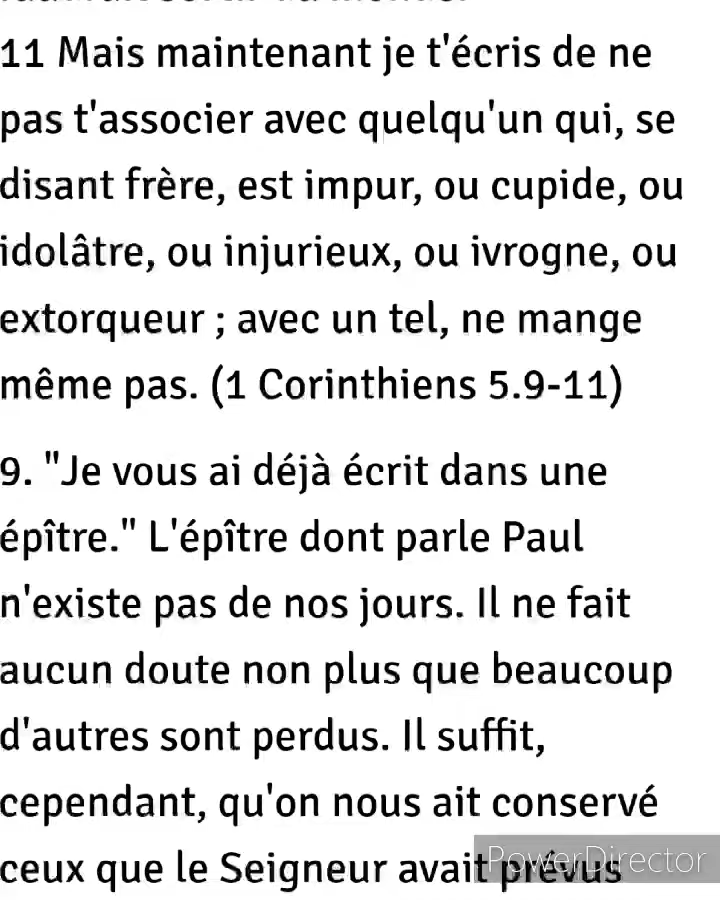 11 Mais maintenant je t'écris de ne
pas t'associer avec quelqu'un qui, se
disant frère, est impur, ou cupide, ou
idolâtre, ou injurieux, ou ivrogne, ou
extorqueur ; avec un tel, ne mange
même pas. (1 Corinthiens 5.9-11)
9. "Je vous ai déjà écrit dans une
épître." L'épître dont parle Paul
n'existe pas de nos jours. Il ne fait
aucun doute non plus que beaucoup
d'autres sont perdus. Il suffit,
cependant, qu'on nous ait conservé
ceux que le Seigneur avait prévus
PowerDirector